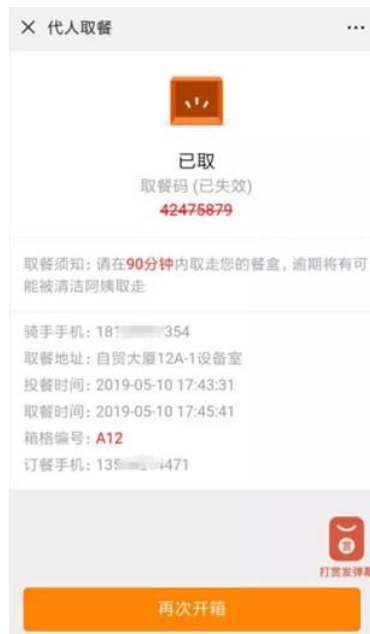 代人取餐
已取
取餐码 (已失效)
42475879
取餐须知: 请在90分钟内取走您的餐盒, 逾期将有可
能被清洁阿姨取走
骑手手机: 18 354
取餐地址: 自贸大厦12A-1设备室
投餐时间: 2019-05-10 17:43:31
取餐时间: 2019-05-10 17:45:41
箱格编号: A12
订餐手机: 135 4471
赏
打赏发弹幕
再次开箱